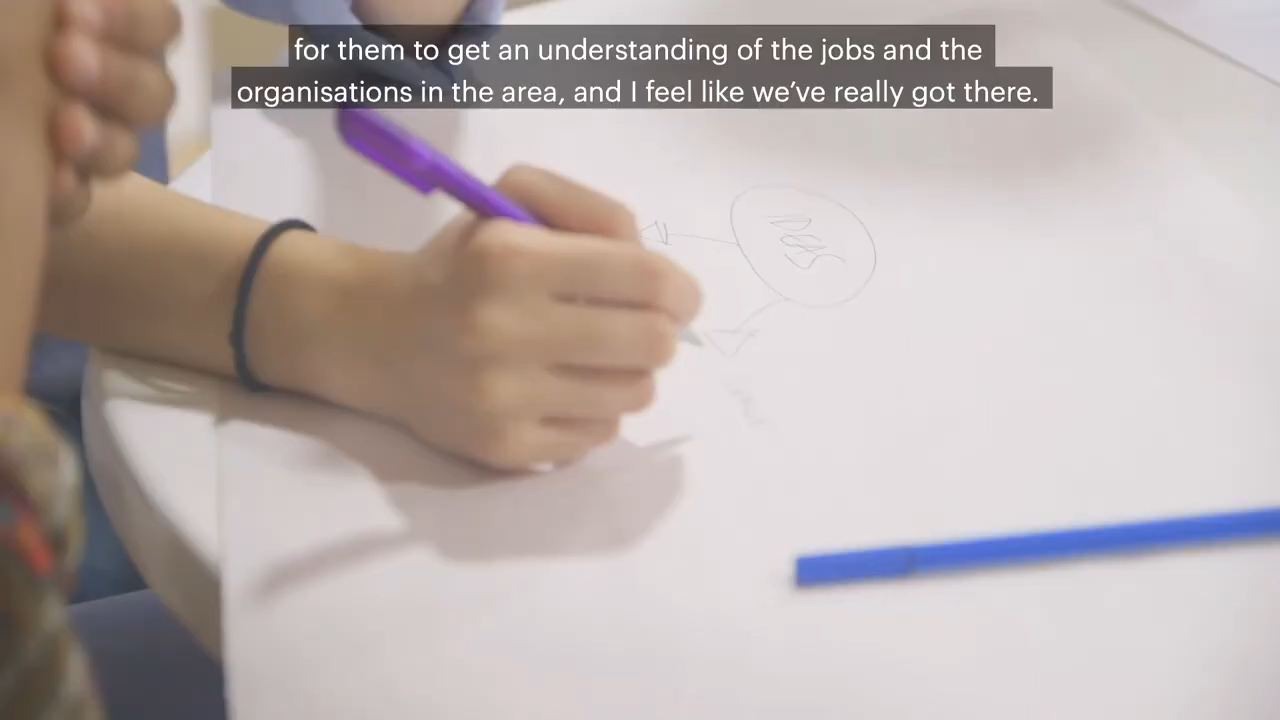 for them to get an understanding of the jobs and the
organisations in the area, and I feel like we've really got there.
IDEAS